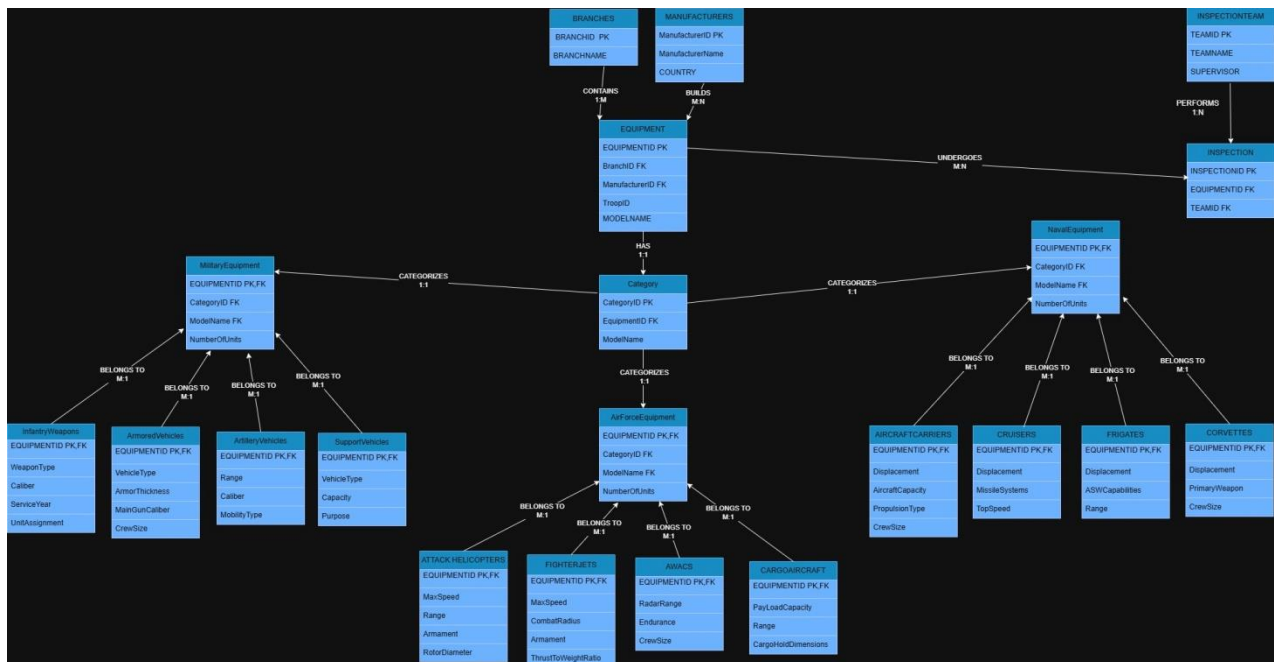 BRANCHES
BRANCHID PK
BRANCHNAME
MANUFACTURERS
ManufacturerID PK
ManufacturerName
COUNTRY
INSPECTIONTEAM
TEAMID PK
TEAMNAME
SUPERVISOR
CONTAINS
1:M
BUILDS
M:N
PERFORMS
1:N
EQUIPMENT
EQUIPMENTID PK
BranchID FK
ManufacturerID FK
TroopID
MODELNAME
UNDERGOES
M:N
INSPECTION
INSPECTIONID PK
EQUIPMENTID FK
TEAMID FK
HAS
1:1
MilitaryEquipment
EQUIPMENTID PK,FK
CategoryID FK
ModelName FK
NumberOfUnits
CATEGORIZES
1:1
Category
CategoryID PK
EquipmentID FK
ModelName
CATEGORIZES
1:1
NavalEquipment
EQUIPMENTID PK,FK
CategoryID FK
ModelName FK
NumberOfUnits
CATEGORIZES
1:1
BELONGS TO
M:1
BELONGS TO
M:1
BELONGS TO
M:1
BELONGS TO
M:1
InfantryWeapons
EQUIPMENTID PK,FK
WeaponType
Caliber
ServiceYear
UnitAssignment
ArmoredVehicles
EQUIPMENTID PK,FK
VehicleType
ArmorThickness
MainGunCaliber
CrewSize
ArtilleryVehicles
EQUIPMENTID PK,FK
Range
Caliber
MobilityType
SupportVehicles
EQUIPMENTID PK,FK
VehicleType
Capacity
Purpose
AirForceEquipment
EQUIPMENTID PK,FK
CategoryID FK
ModelName FK
NumberOfUnits
BELONGS TO
M:1
BELONGS TO
M:1
BELONGS TO
M:1
BELONGS TO
M:1
AIRCRAFTCARRIERS
EQUIPMENTID PK,FK
Displacement
AircraftCapacity
PropulsionType
CrewSize
CRUISERS
EQUIPMENTID PK,FK
Displacement
MissileSystems
TopSpeed
FRIGATES
EQUIPMENTID PK,FK
Displacement
ASWCapabilities
Range
CORVETTES
EQUIPMENTID PK,FK
Displacement
PrimaryWeapon
CrewSize
BELONGS TO
M:1
BELONGS TO
M:1
BELONGS TO
M:1
BELONGS TO
M:1
ATTACK HELICOPTERS
EQUIPMENTID PK,FK
MaxSpeed
Range
Armament
RotorDiameter
FIGHTERJETS
EQUIPMENTID PK,FK
MaxSpeed
CombatRadius
Armament
ThrustToWeightRatio
AWACS
EQUIPMENTID PK,FK
RadarRange
Endurance
CrewSize
CARGOAIRCRAFT
EQUIPMENTID PK,FK
PayLoadCapacity
Range
CargoHoldDimensions